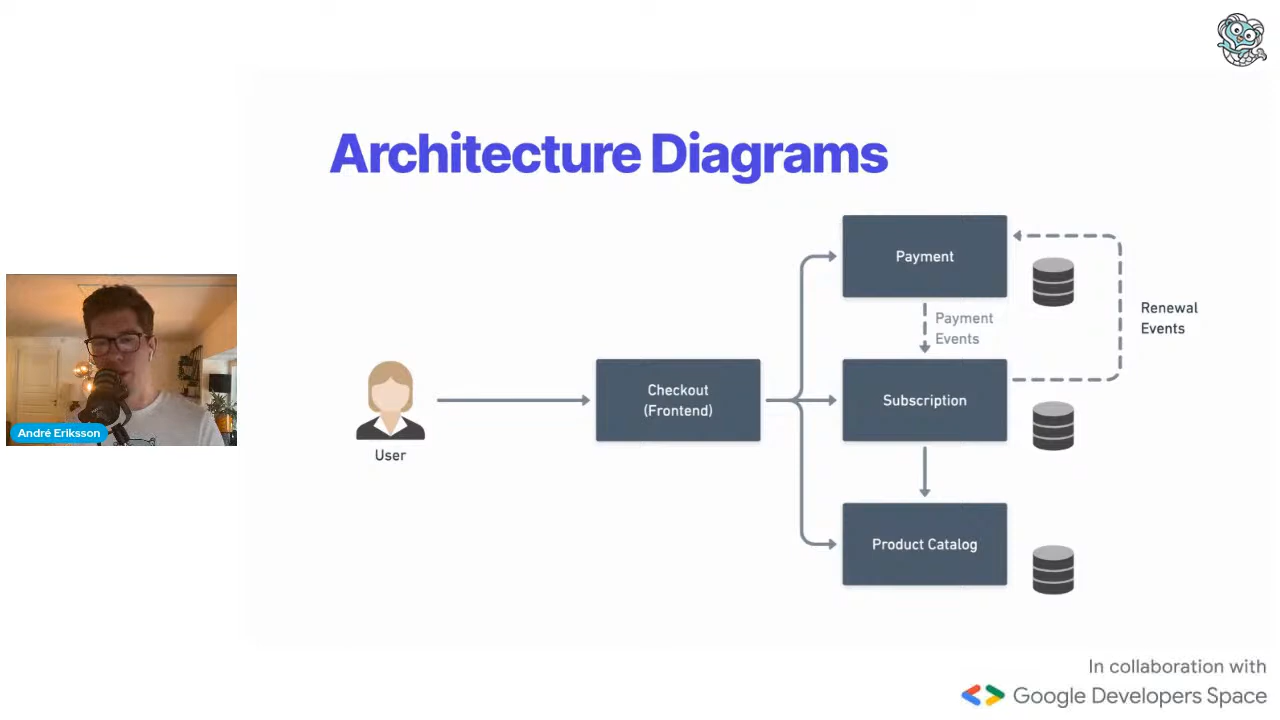 Architecture Diagrams
Payment
Payment
Events
Renewal
Events
Checkout
(Frontend)
Subscription
User
Product Catalog
André Eriksson
In collaboration with
Google Developers Space